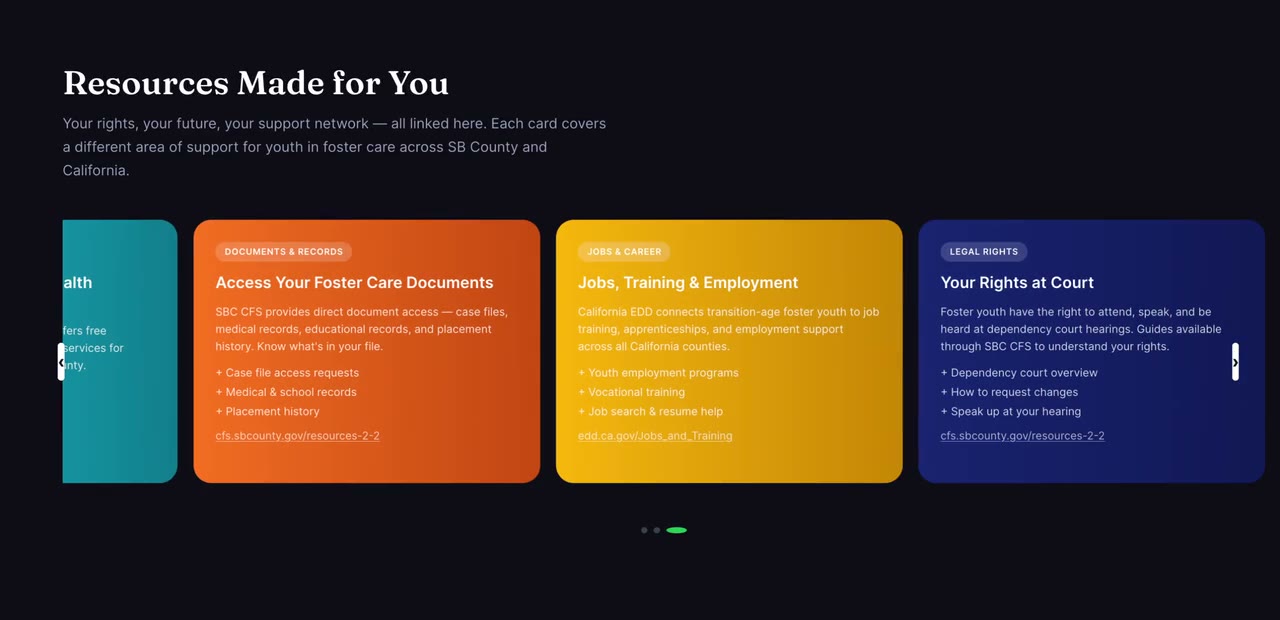 Resources Made for You
Your rights, your future, your support network — all linked here. Each card covers
a different area of support for youth in foster care across SB County and
California.
alth
fers free
services for
nty.
‹
DOCUMENTS & RECORDS
Access Your Foster Care Documents
SBC CFS provides direct document access — case files,
medical records, educational records, and placement
history. Know what's in your file.
+ Case file access requests
+ Medical & school records
+ Placement history
cfs.sbcounty.gov/resources-2-2
JOBS & CAREER
Jobs, Training & Employment
California EDD connects transition-age foster youth to job
training, apprenticeships, and employment support
across all California counties.
+ Youth employment programs
+ Vocational training
+ Job search & resume help
edd.ca.gov/Jobs_and_Training
LEGAL RIGHTS
Your Rights at Court
Foster youth have the right to attend, speak, and be
heard at dependency court hearings. Guides available
through SBC CFS to understand your rights.
+ Dependency court overview
+ How to request changes
+ Speak up at your hearing
cfs.sbcounty.gov/resources-2-2
›